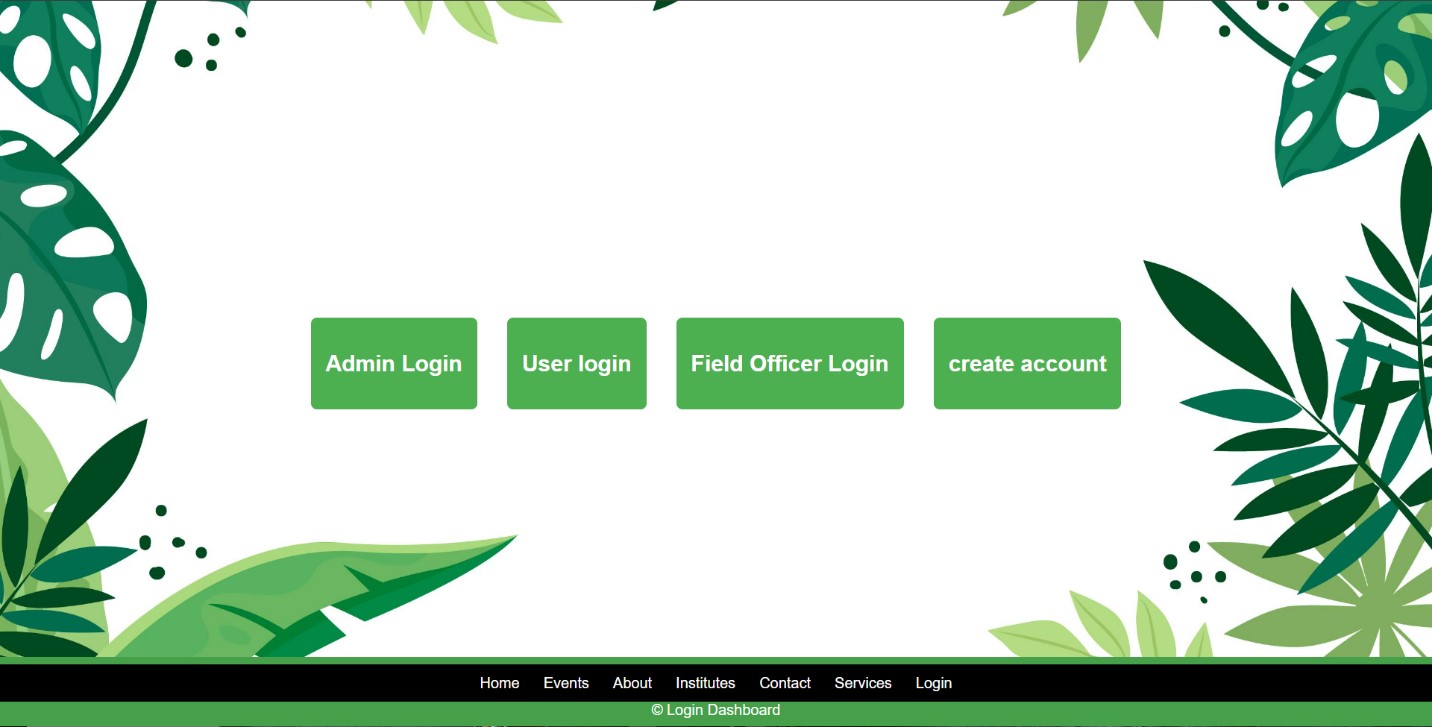 Admin Login User login Field Officer Login create account
Home Events About Institutes Contact Services Login
© Login Dashboard